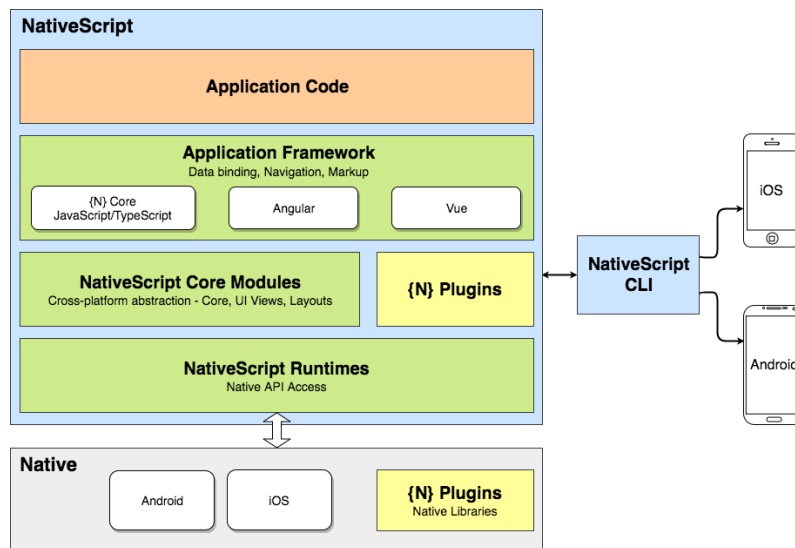 NativeScript
Application Code
Application Framework
Data binding, Navigation, Markup
{N} Core
JavaScript/TypeScript
Angular
Vue
NativeScript Core Modules
Cross-platform abstraction - Core, UI Views, Layouts
{N} Plugins
NativeScript Runtimes
Native API Access
NativeScript
CLI
iOS
Android
Native
Android
iOS
{N} Plugins
Native Libraries